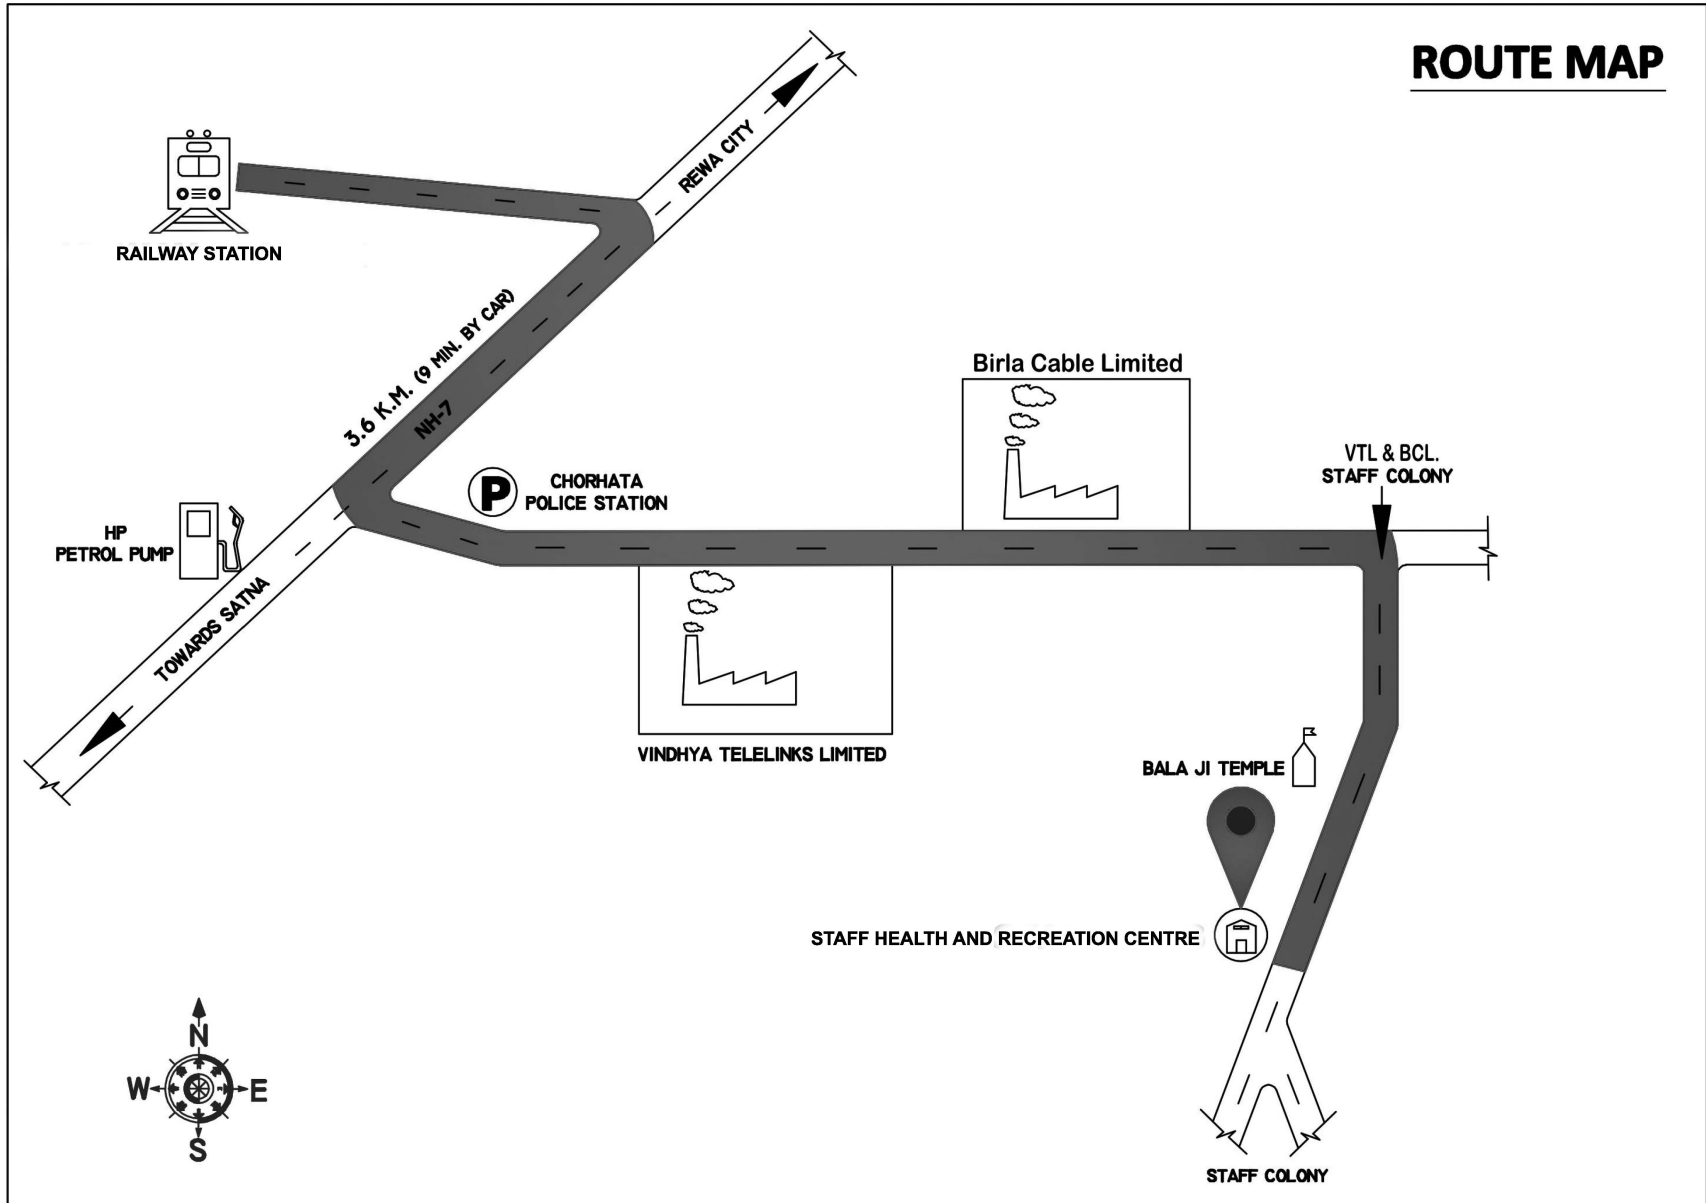 ROUTE MAP
REWA CITY
RAILWAY STATION
3.6 K.M. (9 MIN. BY CAR)
NH-7
Birla Cable Limited
VTL & BCL.
STAFF COLONY
P
CHORHATA
POLICE STATION
HP
PETROL PUMP
TOWARDS SATNA
VINDHYA TELELINKS LIMITED
BALA JI TEMPLE
STAFF HEALTH AND RECREATION CENTRE
N
W E
S
STAFF COLONY